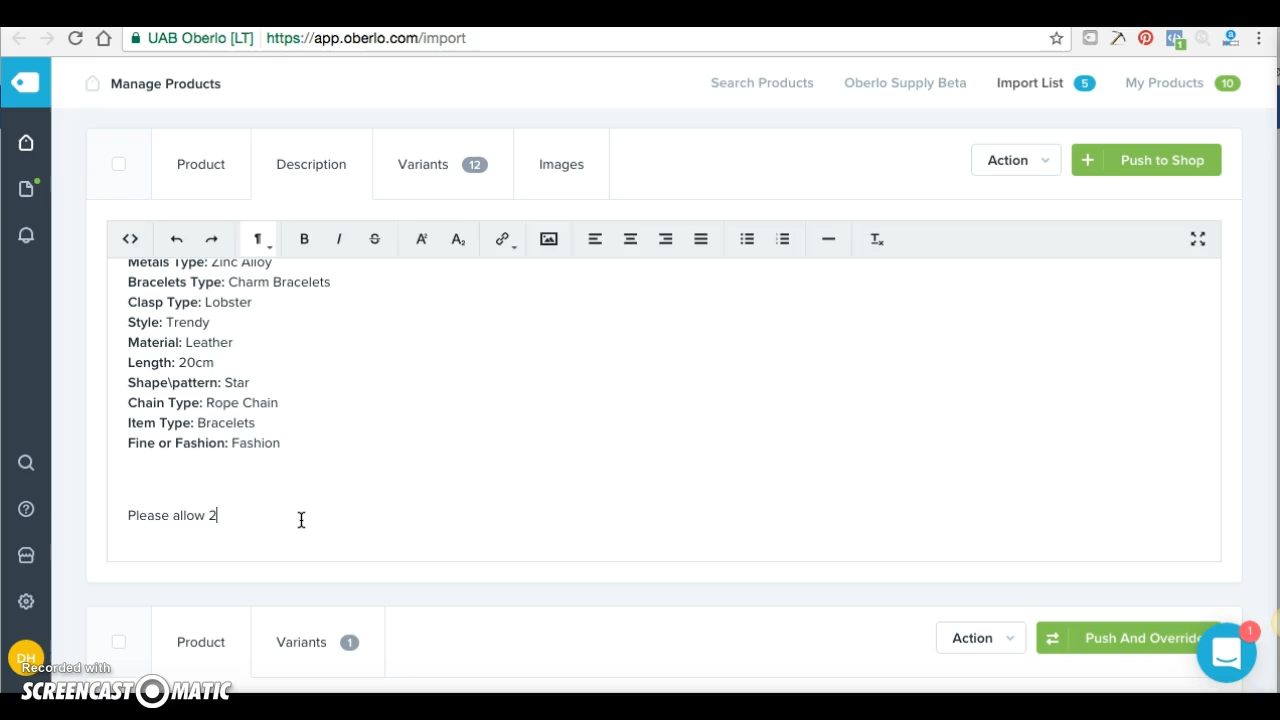 UAB Oberlo [LT] https://app.oberlo.com/import
1
Manage Products
Search Products
Oberlo Supply Beta
Import List 5
My Products 10
Product
Description
Variants 12
Images
Action
Push to Shop
Metals Type: Zinc Alloy
Bracelets Type: Charm Bracelets
Clasp Type: Lobster
Style: Trendy
Material: Leather
Length: 20cm
Shape\pattern: Star
Chain Type: Rope Chain
Item Type: Bracelets
Fine or Fashion: Fashion
Please allow 2
Product
Variants 1
Action
Push And Override
1
DH
Recorded with
SCREENCAST MATIC